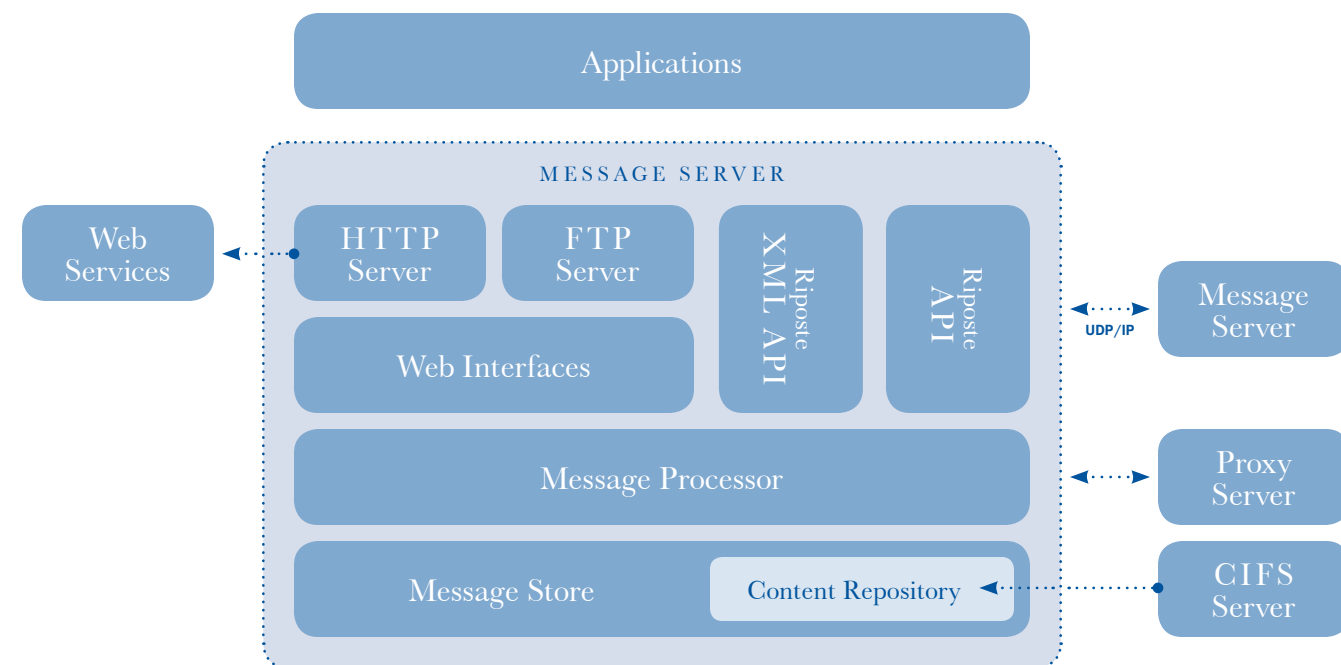 Applications
MESSAGE SERVER
Web
Services
HTTP
Server
FTP
Server
Riposte
XML API
Riposte
API
Message
Server
UDP/IP
Web Interfaces
Message Processor
Proxy
Server
Message Store
Content Repository
CIFS
Server